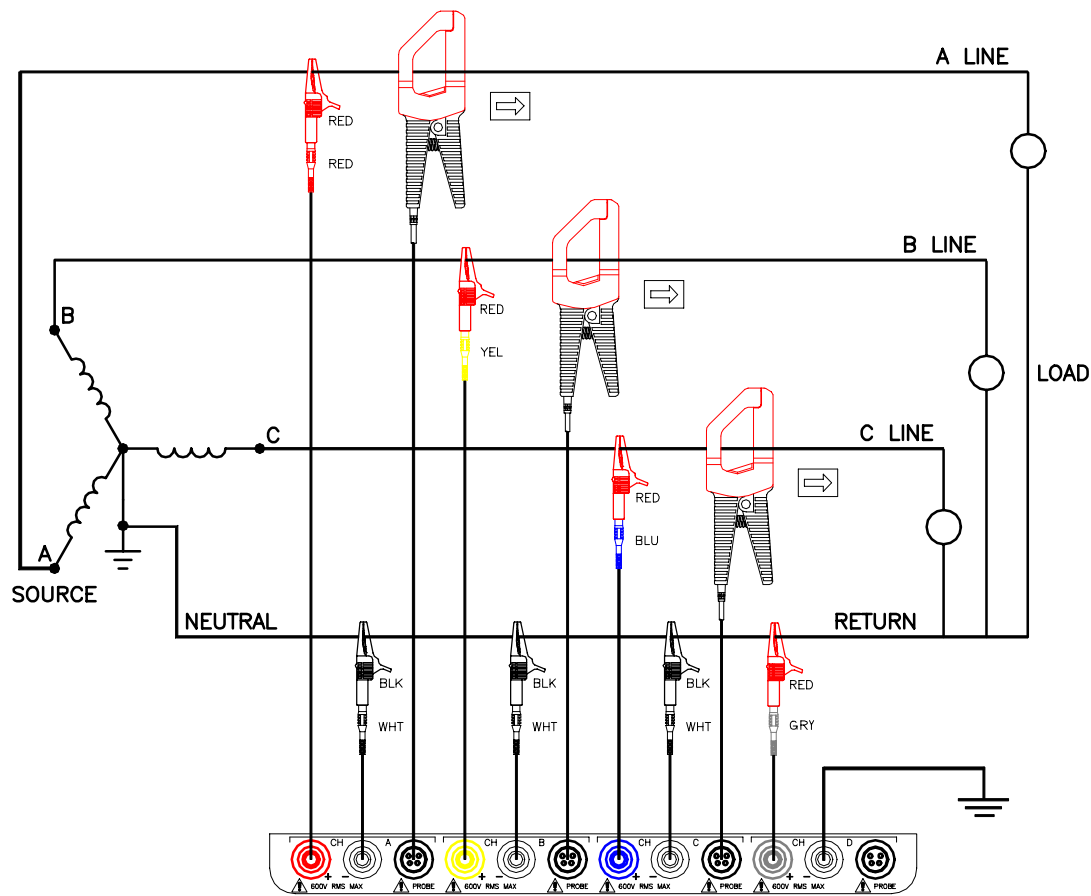 A LINE
RED
RED
B LINE
RED
B
YEL
LOAD
C
C LINE
RED
BLU
A
SOURCE
NEUTRAL
RETURN
BLK
BLK
BLK
RED
WHT
WHT
WHT
GRY
CH A CH B CH C CH D
+ − + − + − + −
600V RMS MAX PROBE 600V RMS MAX PROBE 600V RMS MAX PROBE 600V RMS MAX PROBE